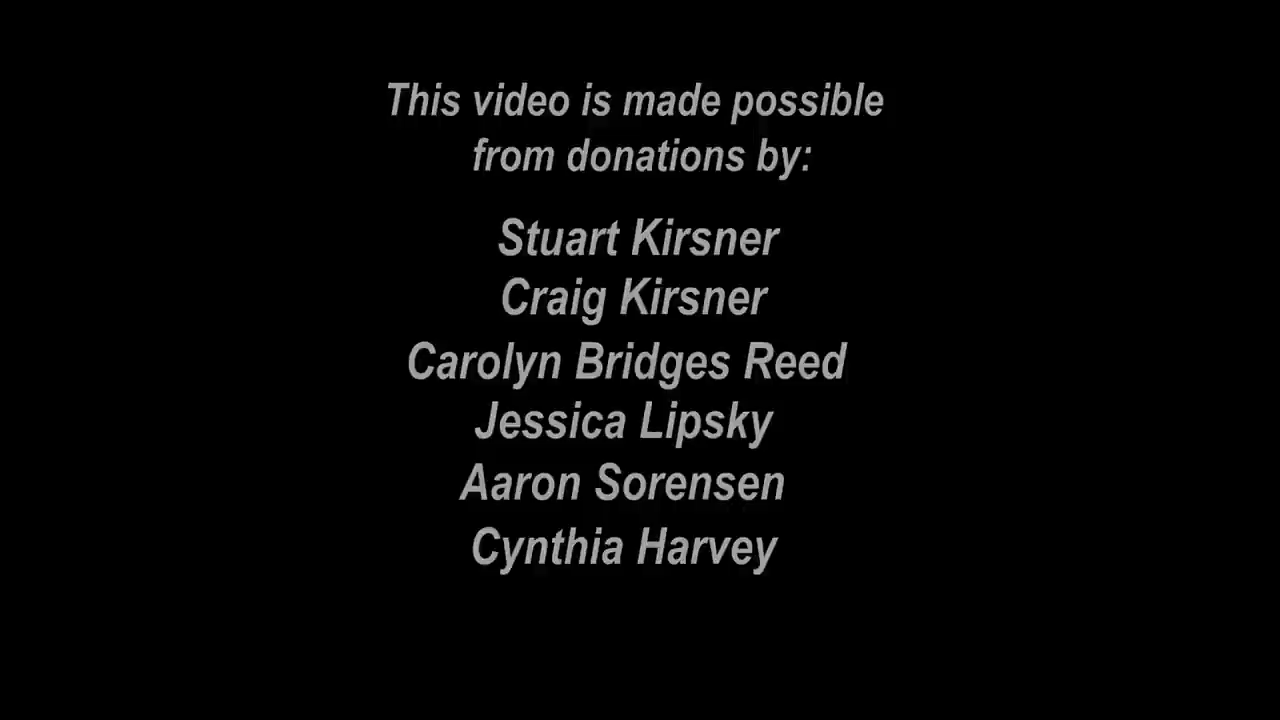 This video is made possible
from donations by:
Stuart Kirsner
Craig Kirsner
Carolyn Bridges Reed
Jessica Lipsky
Aaron Sorensen
Cynthia Harvey